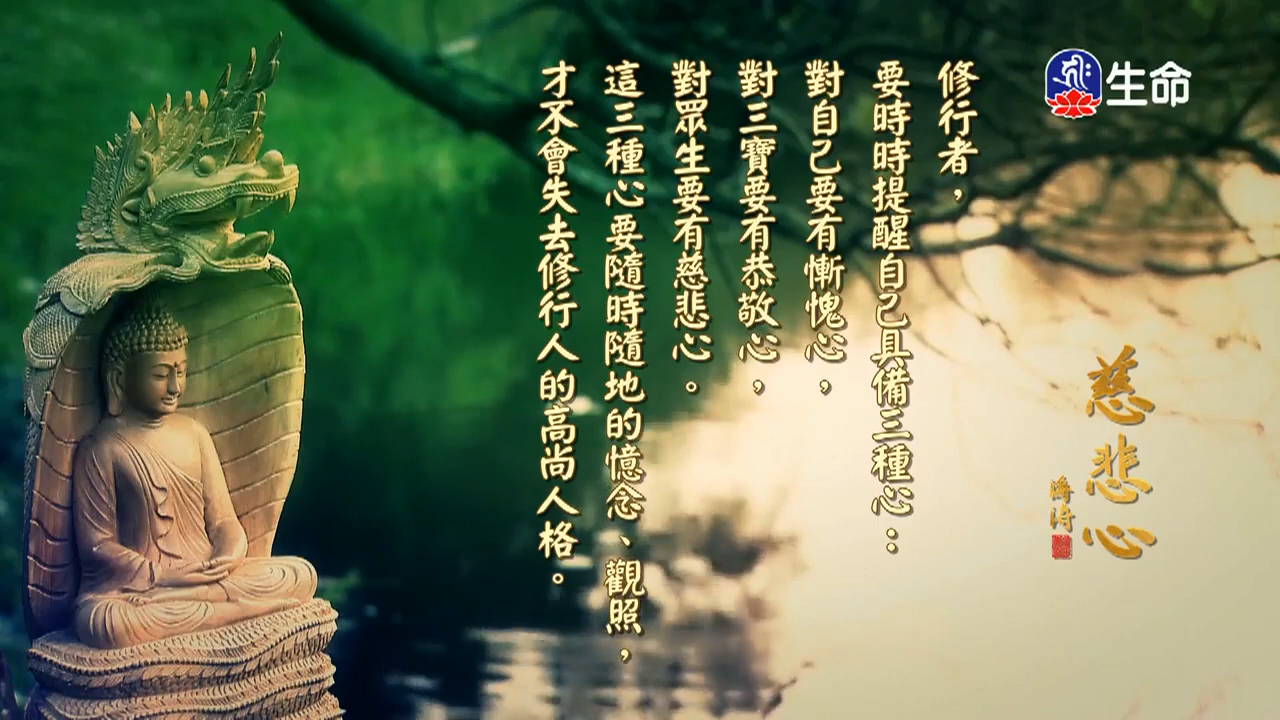 生命
修行者，
要時時提醒自己具備三種心：
對自己要有慚愧心，
對三寶要有恭敬心，
對眾生要有慈悲心。
這三種心要隨時隨地的憶念、觀照，
才不會失去修行人的高尚人格。
慈悲心
海濤